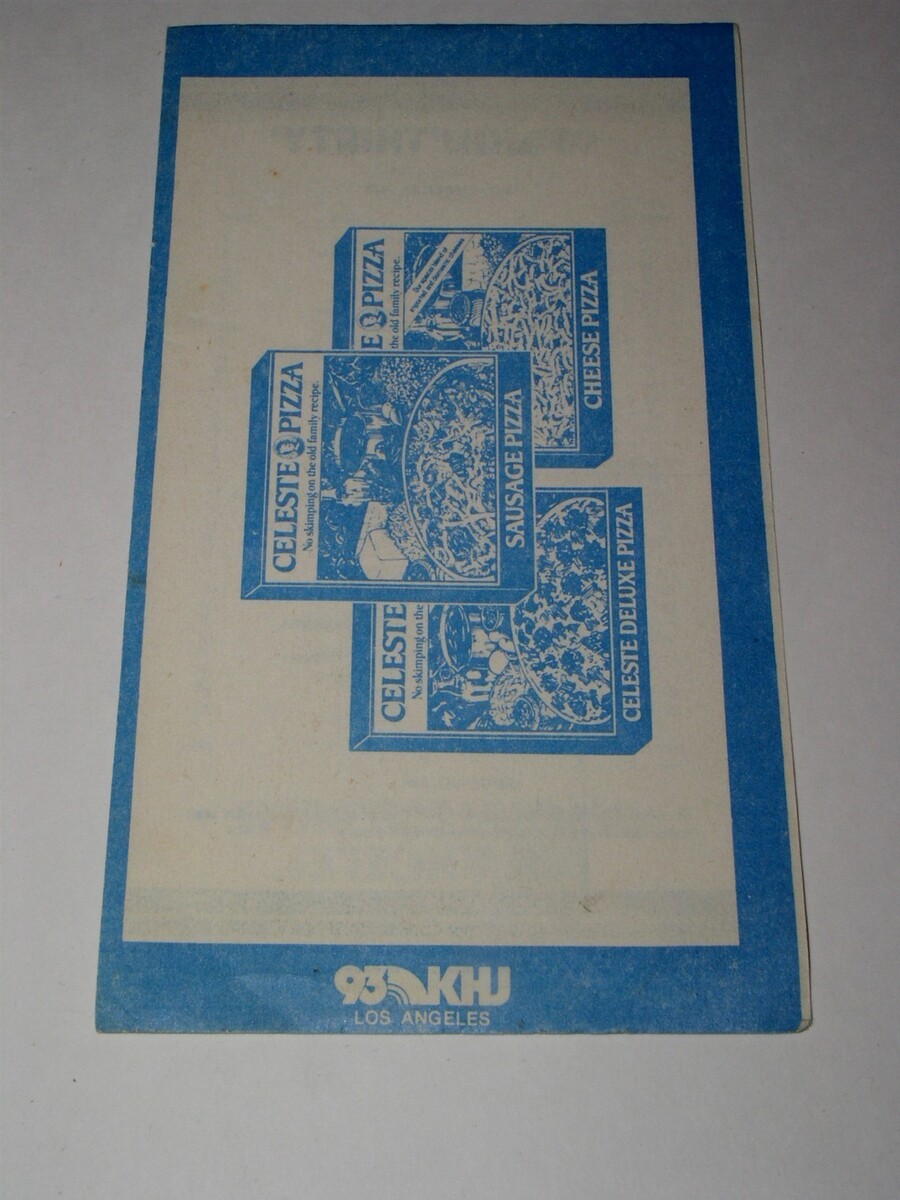 E PIZZA
the old family recipe.
CHEESE PIZZA
CELESTE PIZZA
No skimping on the old family recipe.
SAUSAGE PIZZA
CELESTE
No skimping on the
CELESTE DELUXE PIZZA
93 KHJ
LOS ANGELES